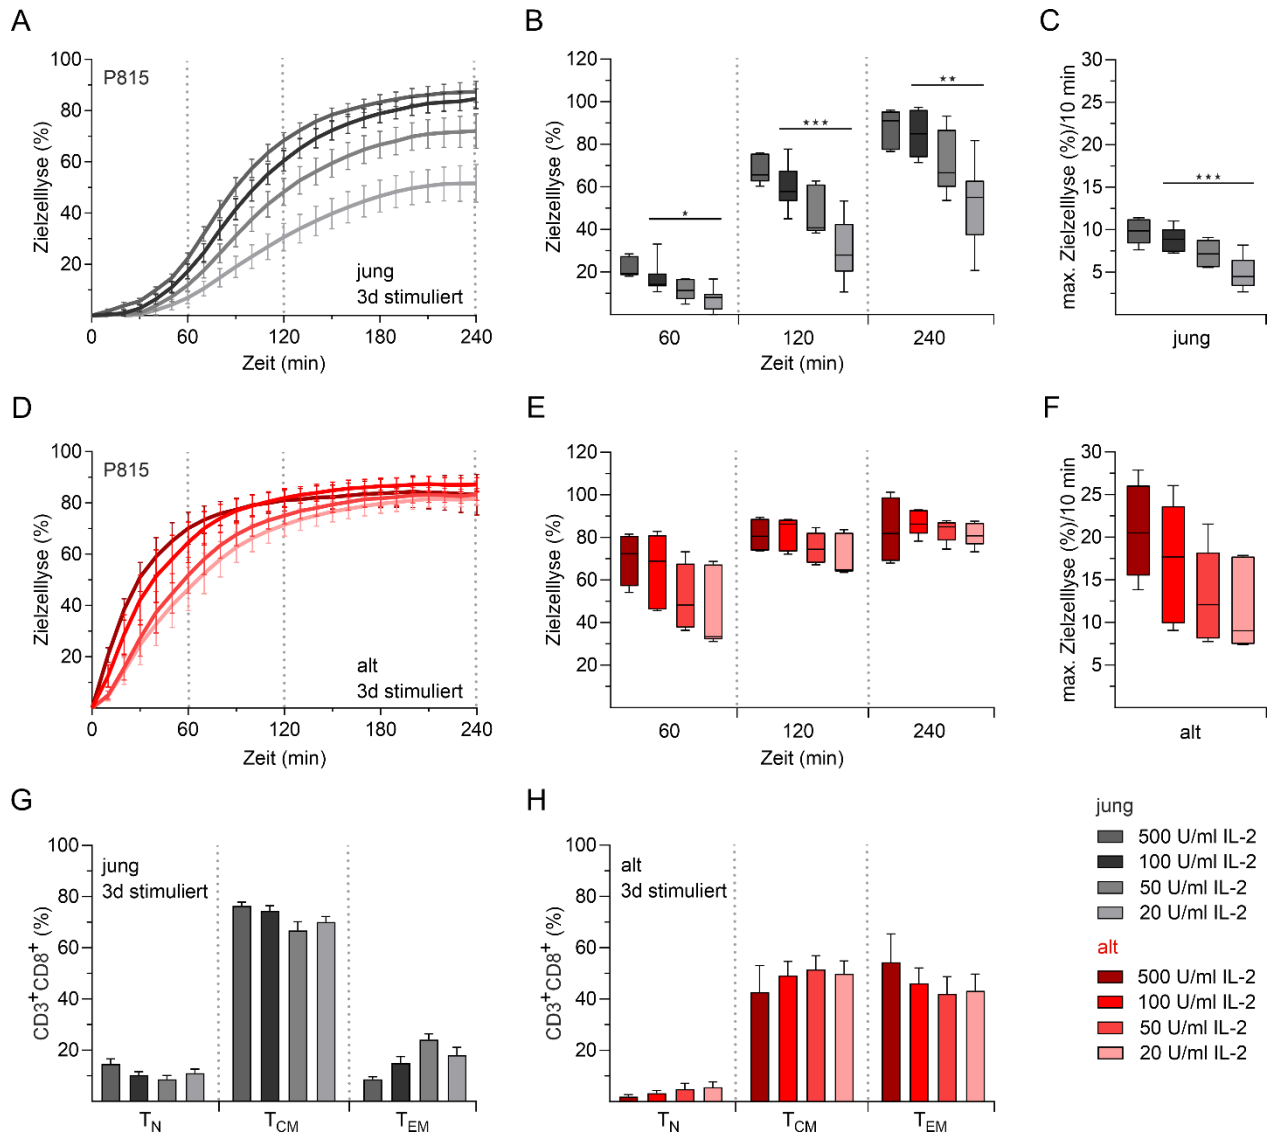 A
Zielzelllyse (%)
100
80
60
40
20
P815
jung
3d stimuliert
0
60
120
180
240
Zeit (min)
B
Zielzelllyse (%)
120
100
80
60
40
20
*
***
**
60
120
240
Zeit (min)
C
max. Zielzelllyse (%)/10 min
30
25
20
15
10
5
***
jung
D
Zielzelllyse (%)
100
80
60
40
20
P815
alt
3d stimuliert
0
60
120
180
240
Zeit (min)
E
Zielzelllyse (%)
120
100
80
60
40
20
60
120
240
Zeit (min)
F
max. Zielzelllyse (%)/10 min
30
25
20
15
10
5
alt
G
CD3+CD8+ (%)
100
80
60
40
20
jung
3d stimuliert
TN
TCM
TEM
H
CD3+CD8+ (%)
100
80
60
40
20
alt
3d stimuliert
TN
TCM
TEM
jung
500 U/ml IL-2
100 U/ml IL-2
50 U/ml IL-2
20 U/ml IL-2
alt
500 U/ml IL-2
100 U/ml IL-2
50 U/ml IL-2
20 U/ml IL-2